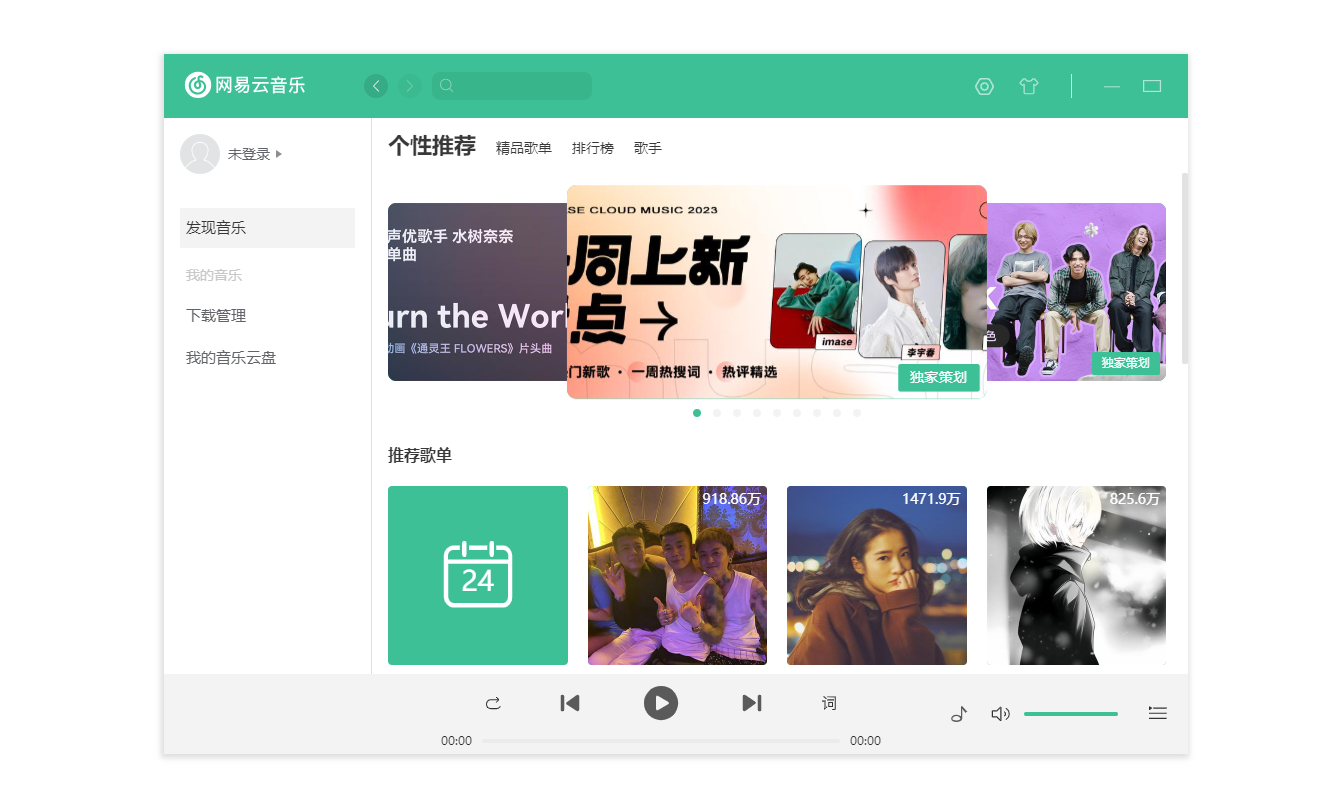 网易云音乐
未登录
发现音乐
我的音乐
下载管理
我的音乐云盘
个性推荐 精品歌单 排行榜 歌手
声优歌手 水树奈奈
单曲
urn the Worl
动画《通灵王 FLOWERS》片头曲
SE CLOUD MUSIC 2023
周上新
点
imase
李宇春
门新歌 · 一周热搜词 · 热评精选
独家策划
色
独家策划
推荐歌单
24
918.86万
1471.9万
825.6万
词
00:00
00:00